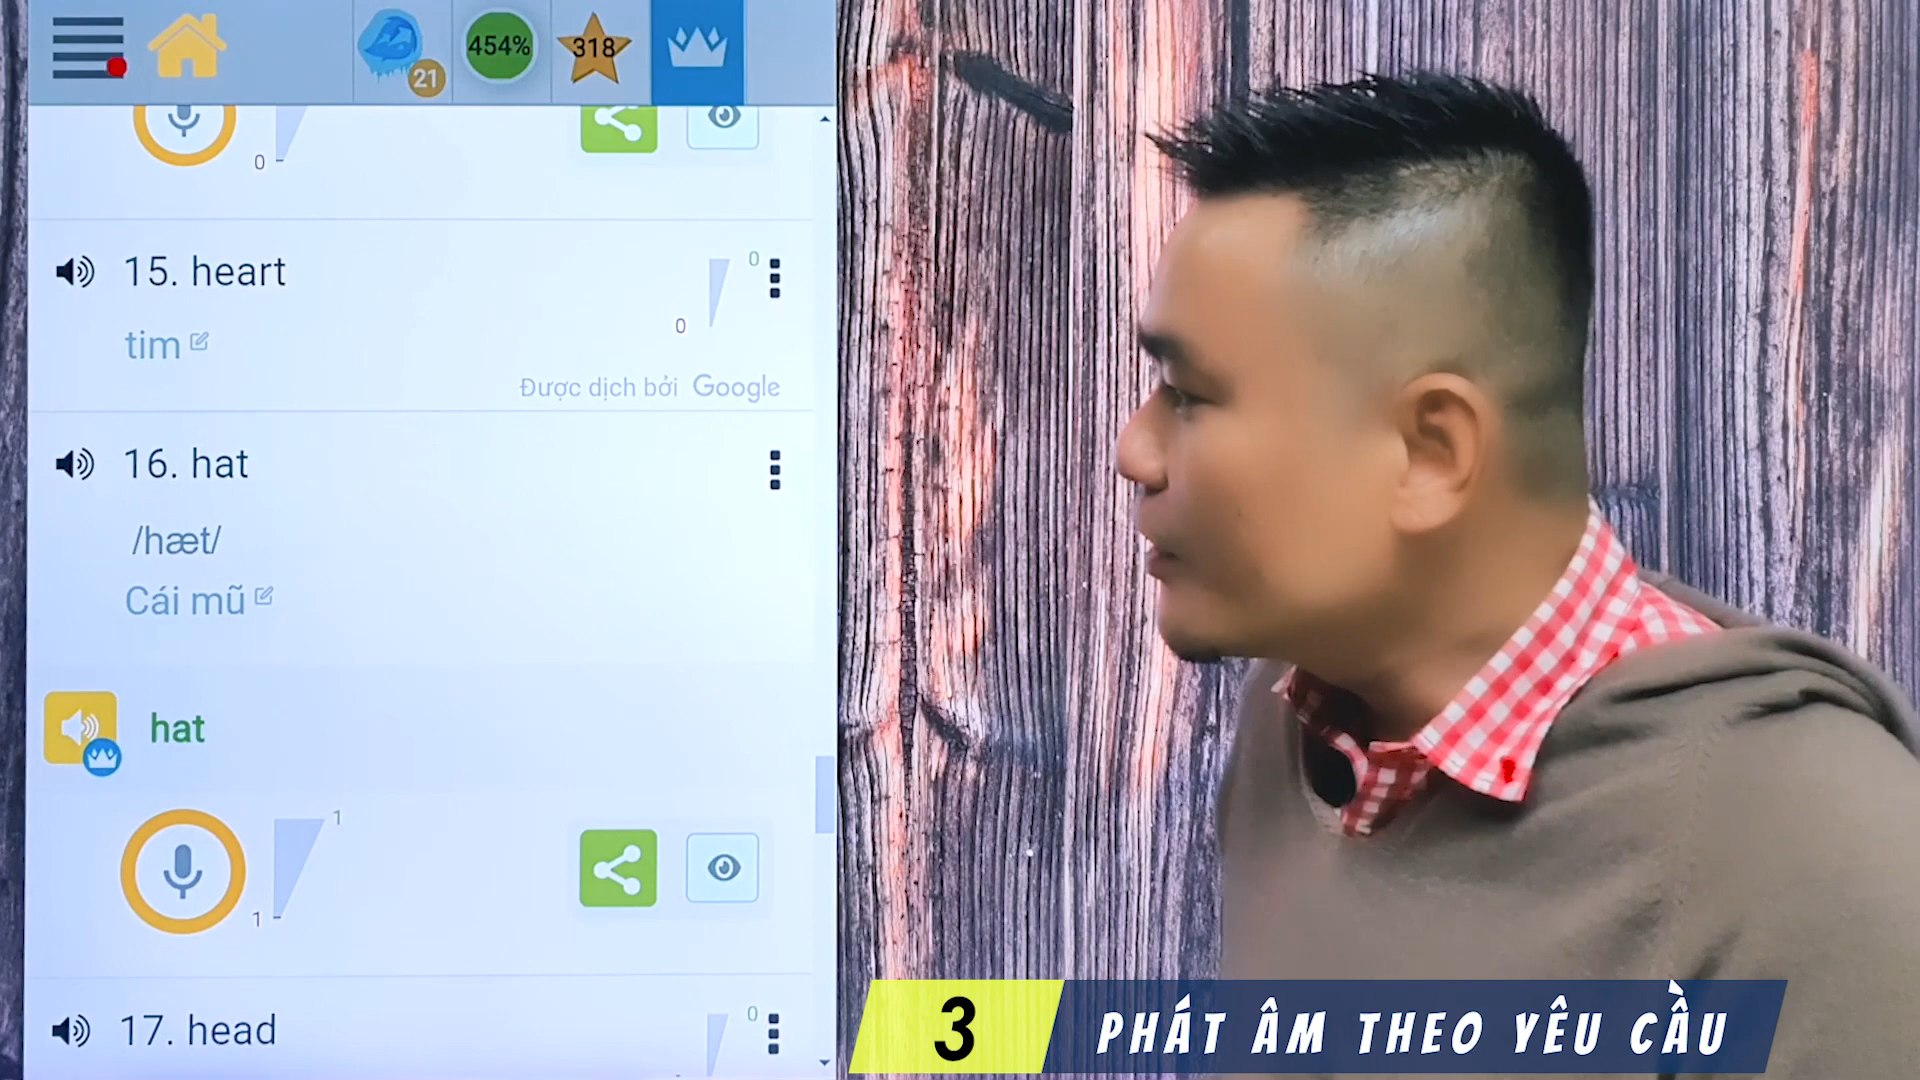 21
454%
318
0
15. heart
0
0
tim
Được dịch bởi Google
16. hat
/hæt/
Cái mũ
hat
1
1
17. head
0
3 PHÁT ÂM THEO YÊU CẦU